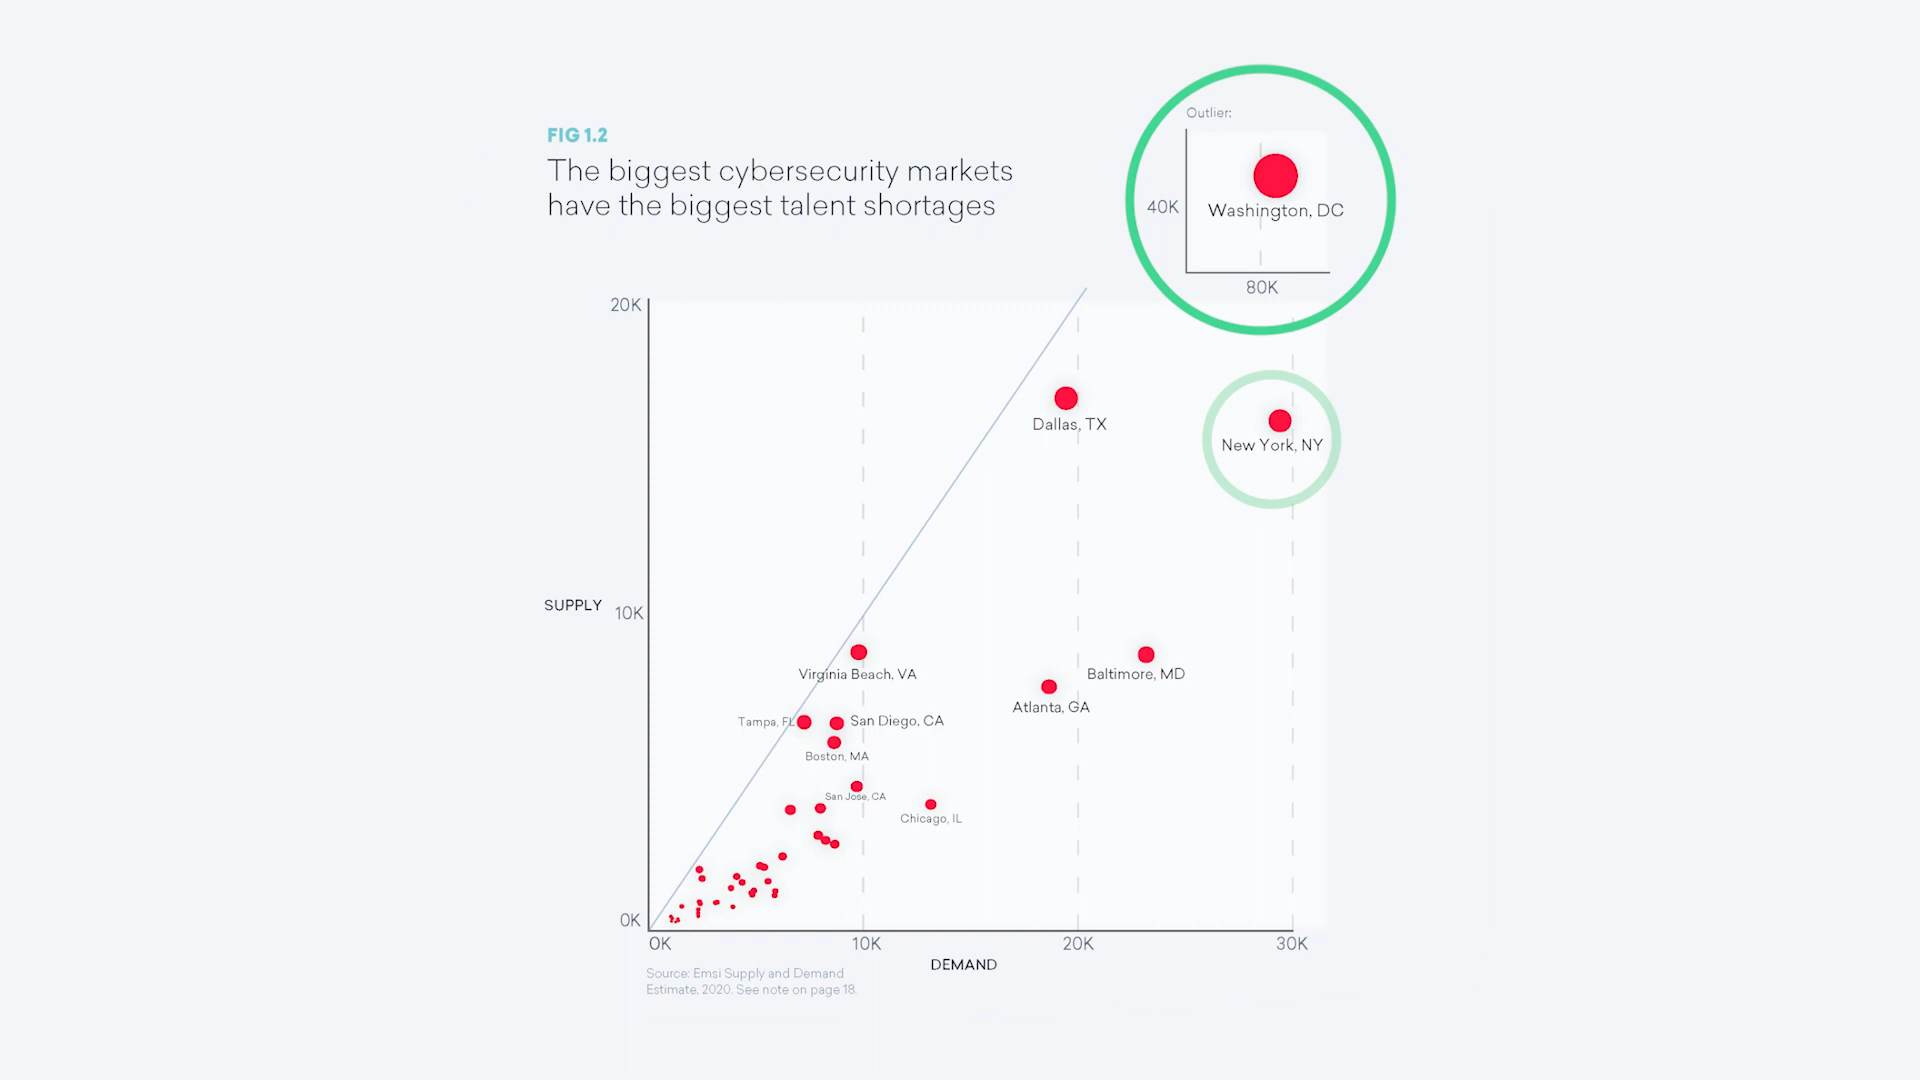 FIG 1.2
The biggest cybersecurity markets
have the biggest talent shortages
Outlier:
40K
Washington, DC
80K
20K
Dallas, TX
New York, NY
SUPPLY
10K
Virginia Beach, VA
Baltimore, MD
Atlanta, GA
Tampa, FL
San Diego, CA
Boston, MA
San Jose, CA
Chicago, IL
0K
0K
10K
20K
30K
DEMAND
Source: Emsi Supply and Demand
Estimate, 2020. See note on page 18.